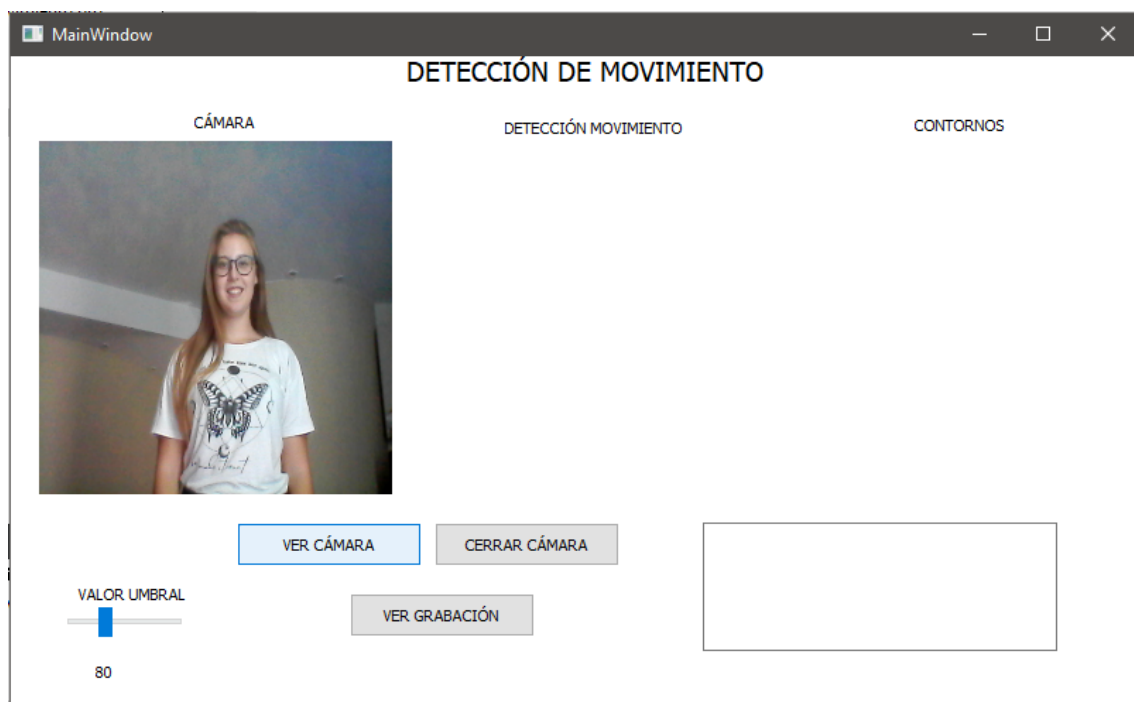 MainWindow
DETECCIÓN DE MOVIMIENTO
CÁMARA
DETECCIÓN MOVIMIENTO
CONTORNOS
VER CÁMARA
CERRAR CÁMARA
VALOR UMBRAL
VER GRABACIÓN
80